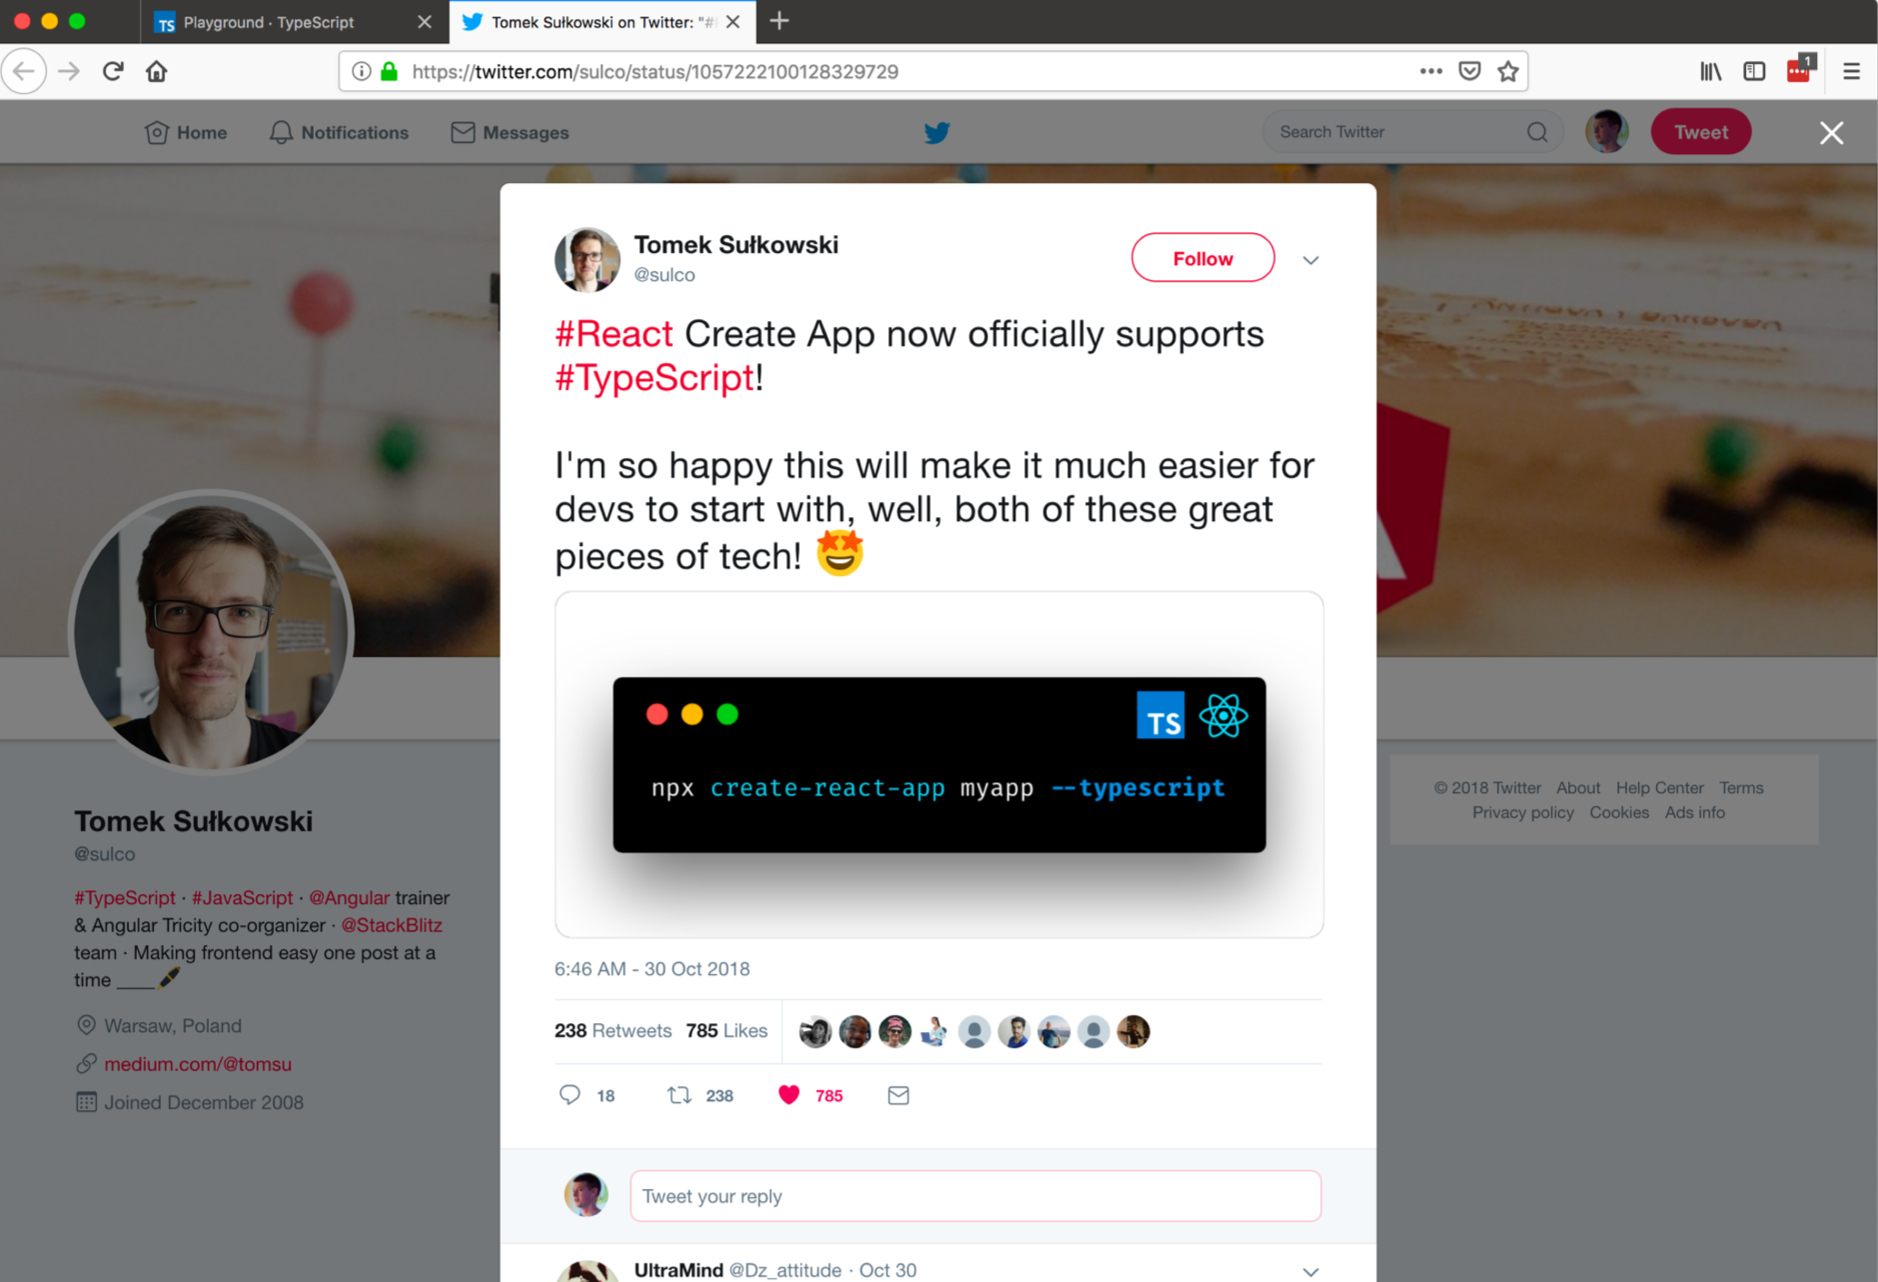 Playground · TypeScript
Tomek Sułkowski on Twitter: "#
https://twitter.com/sulco/status/1057222100128329729
1
Home
Notifications
Messages
Search Twitter
Tweet
Tomek Sułkowski
@sulco
Follow
#React Create App now officially supports
#TypeScript!
I'm so happy this will make it much easier for
devs to start with, well, both of these great
pieces of tech! 🤩
TS
npx create-react-app myapp --typescript
6:46 AM - 30 Oct 2018
238 Retweets 785 Likes
18 238 785
Tweet your reply
UltraMind @Dz_attitude · Oct 30
Tomek Sułkowski
@sulco
#TypeScript · #JavaScript · @Angular trainer
& Angular Tricity co-organizer · @StackBlitz
team · Making frontend easy one post at a
time ____🖋
Warsaw, Poland
medium.com/@tomsu
Joined December 2008
© 2018 Twitter About Help Center Terms
Privacy policy Cookies Ads info